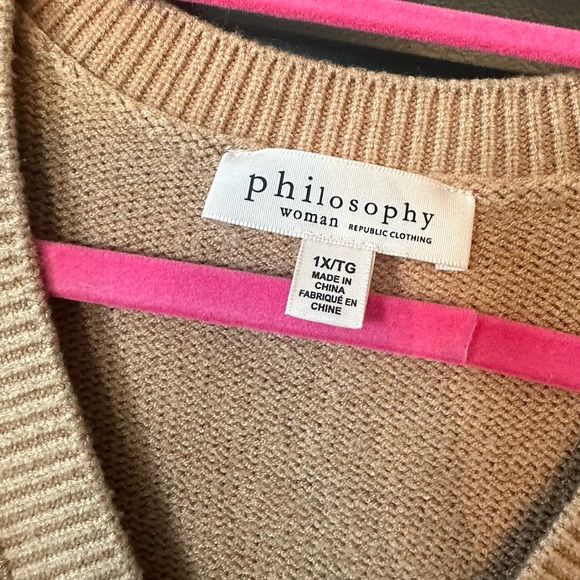 philosophy
woman REPUBLIC CLOTHING
1X/TG
MADE IN
CHINA
FABRIQUÉ EN
CHINE